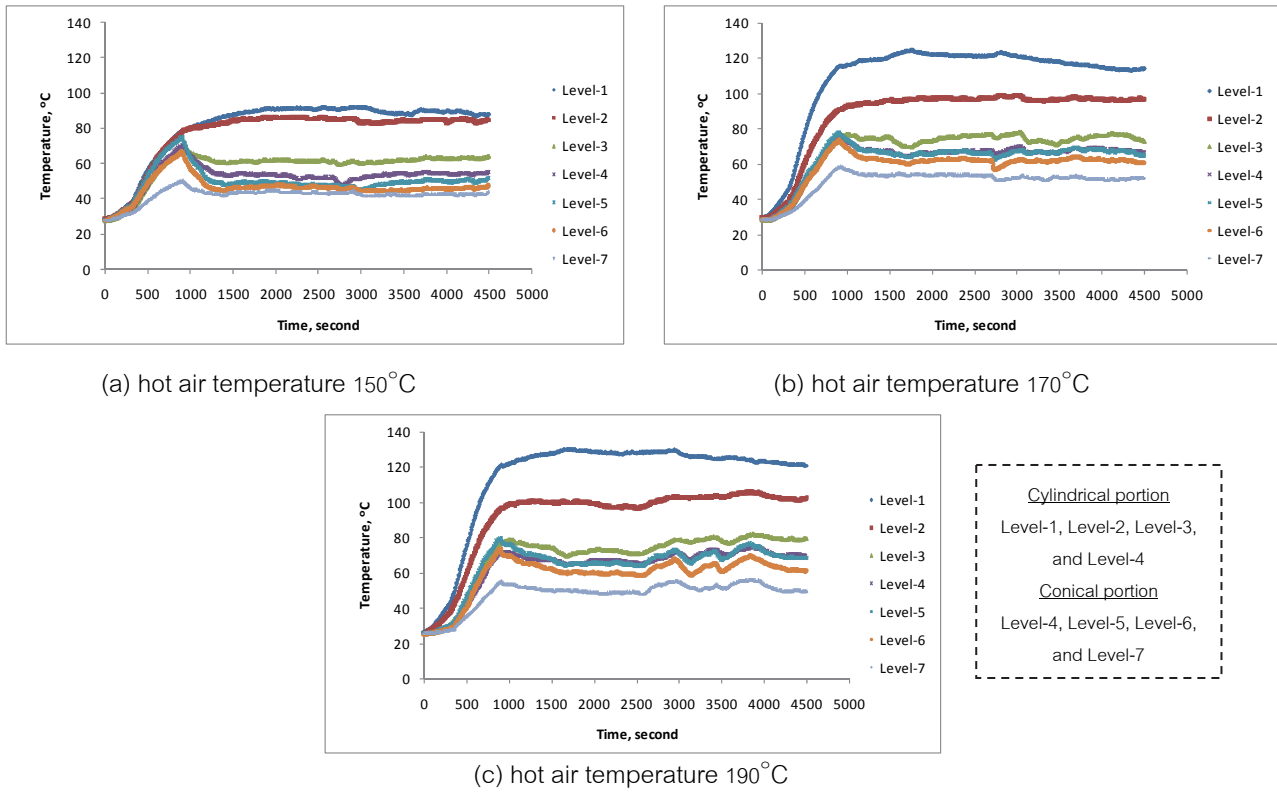 140
120
100
80
60
40
20
0
Temperature, °C
0 500 1000 1500 2000 2500 3000 3500 4000 4500 5000
Time, second
Level-1
Level-2
Level-3
Level-4
Level-5
Level-6
Level-7
(a) hot air temperature 150°C
140
120
100
80
60
40
20
0
Temperature, °C
0 500 1000 1500 2000 2500 3000 3500 4000 4500 5000
Time, second
Level-1
Level-2
Level-3
Level-4
Level-5
Level-6
Level-7
(b) hot air temperature 170°C
140
120
100
80
60
40
20
0
Temperature, °C
0 500 1000 1500 2000 2500 3000 3500 4000 4500 5000
Time, second
Level-1
Level-2
Level-3
Level-4
Level-5
Level-6
Level-7
(c) hot air temperature 190°C
Cylindrical portion
Level-1, Level-2, Level-3,
and Level-4
Conical portion
Level-4, Level-5, Level-6,
and Level-7